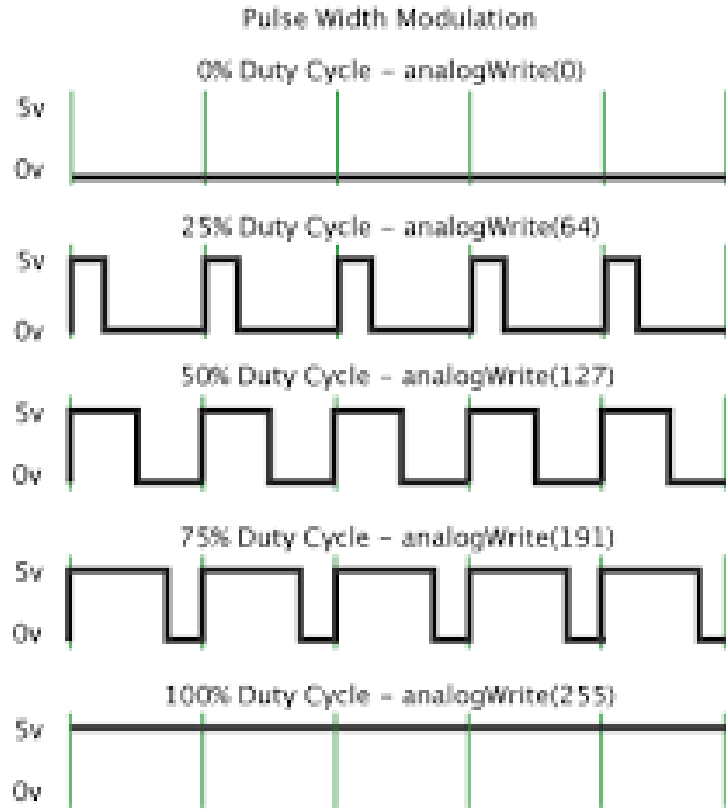 Pulse Width Modulation
0% Duty Cycle – analogWrite(0)
5v
0v
25% Duty Cycle – analogWrite(64)
5v
0v
50% Duty Cycle – analogWrite(127)
5v
0v
75% Duty Cycle – analogWrite(191)
5v
0v
100% Duty Cycle – analogWrite(255)
5v
0v